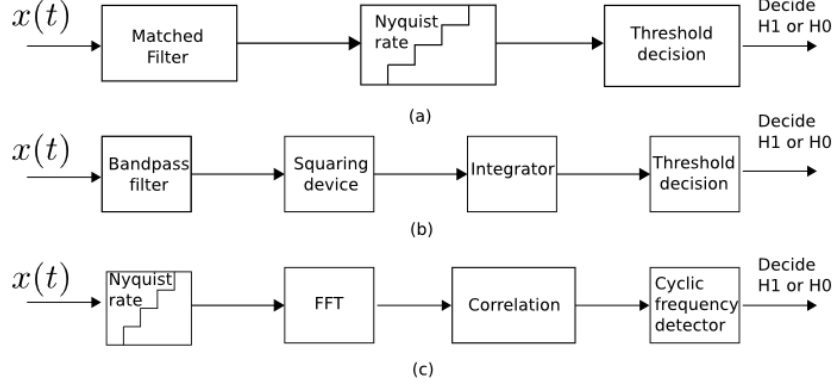 x(t)
Matched
Filter
Nyquist
rate
Threshold
decision
Decide
H1 or H0
(a)
x(t)
Bandpass
filter
Squaring
device
Integrator
Threshold
decision
Decide
H1 or H0
(b)
x(t)
Nyquist
rate
FFT
Correlation
Cyclic
frequency
detector
Decide
H1 or H0
(c)